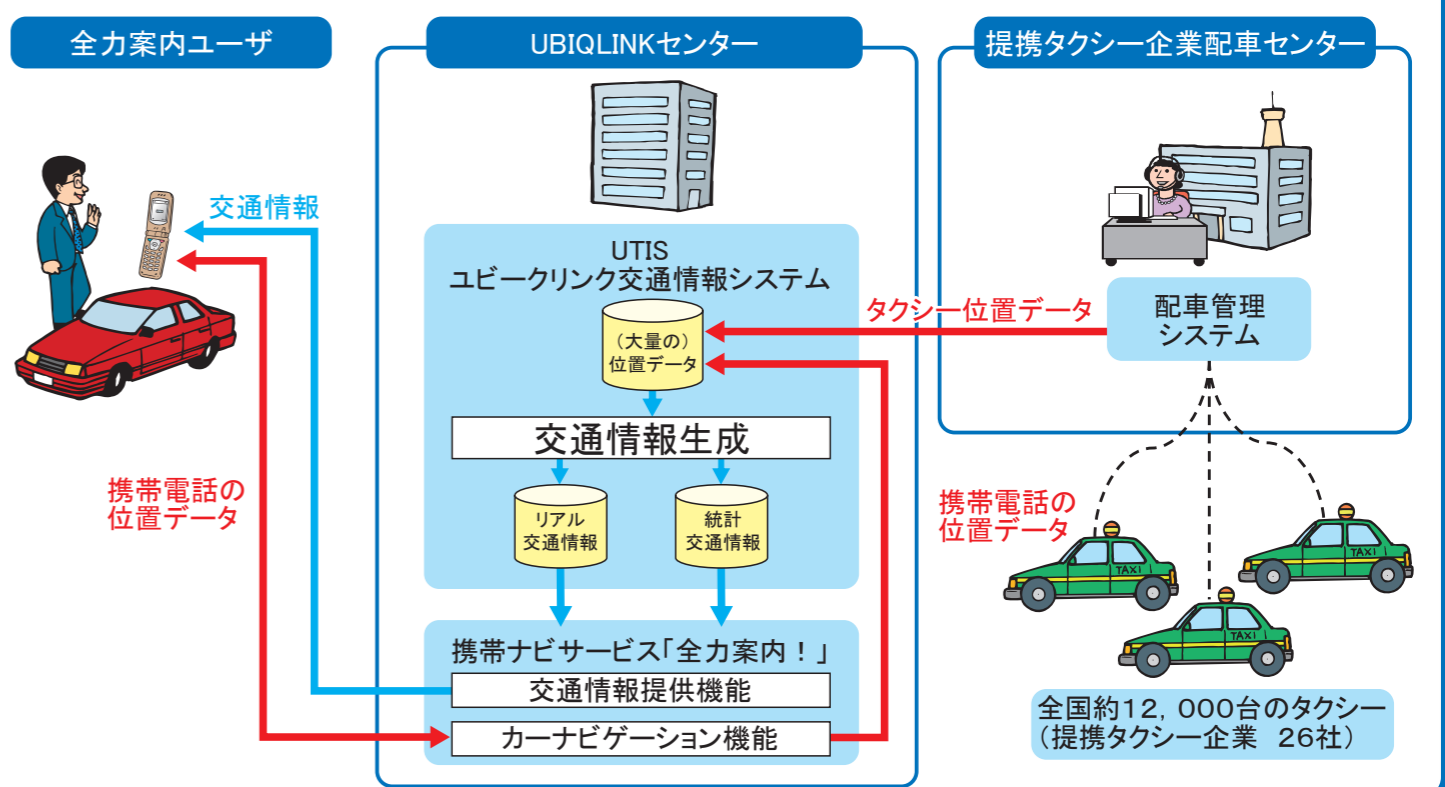 全力案内ユーザ
UBIQLINKセンター
提携タクシー企業配車センター
交通情報
携帯電話の
位置データ
UTIS
ユビークリンク交通情報システム
(大量の)
位置データ
交通情報生成
リアル
交通情報
統計
交通情報
携帯ナビサービス「全力案内！」
交通情報提供機能
カーナビゲーション機能
タクシー位置データ
配車管理
システム
携帯電話の
位置データ
TAXI
TAXI
TAXI
全国約12，000台のタクシー
（提携タクシー企業　26社）